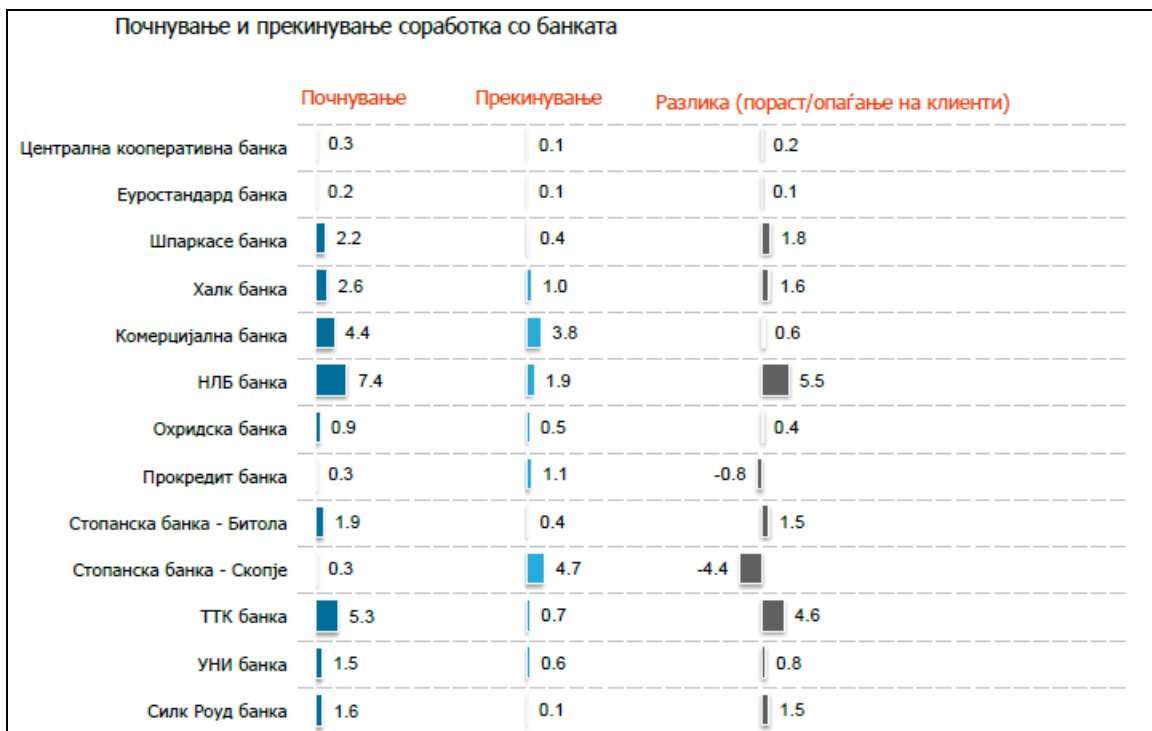 Почнување и прекинување соработка со банката
Почнување Прекинување Разлика (пораст/опаѓање на клиенти)
Централна кооперативна банка 0.3 0.1 0.2
Еуростандард банка 0.2 0.1 0.1
Шпаркасе банка 2.2 0.4 1.8
Халк банка 2.6 1.0 1.6
Комерцијална банка 4.4 3.8 0.6
НЛБ банка 7.4 1.9 5.5
Охридска банка 0.9 0.5 0.4
Прокредит банка 0.3 1.1 -0.8
Стопанска банка - Битола 1.9 0.4 1.5
Стопанска банка - Скопје 0.3 4.7 -4.4
ТТК банка 5.3 0.7 4.6
УНИ банка 1.5 0.6 0.8
Силк Роуд банка 1.6 0.1 1.5